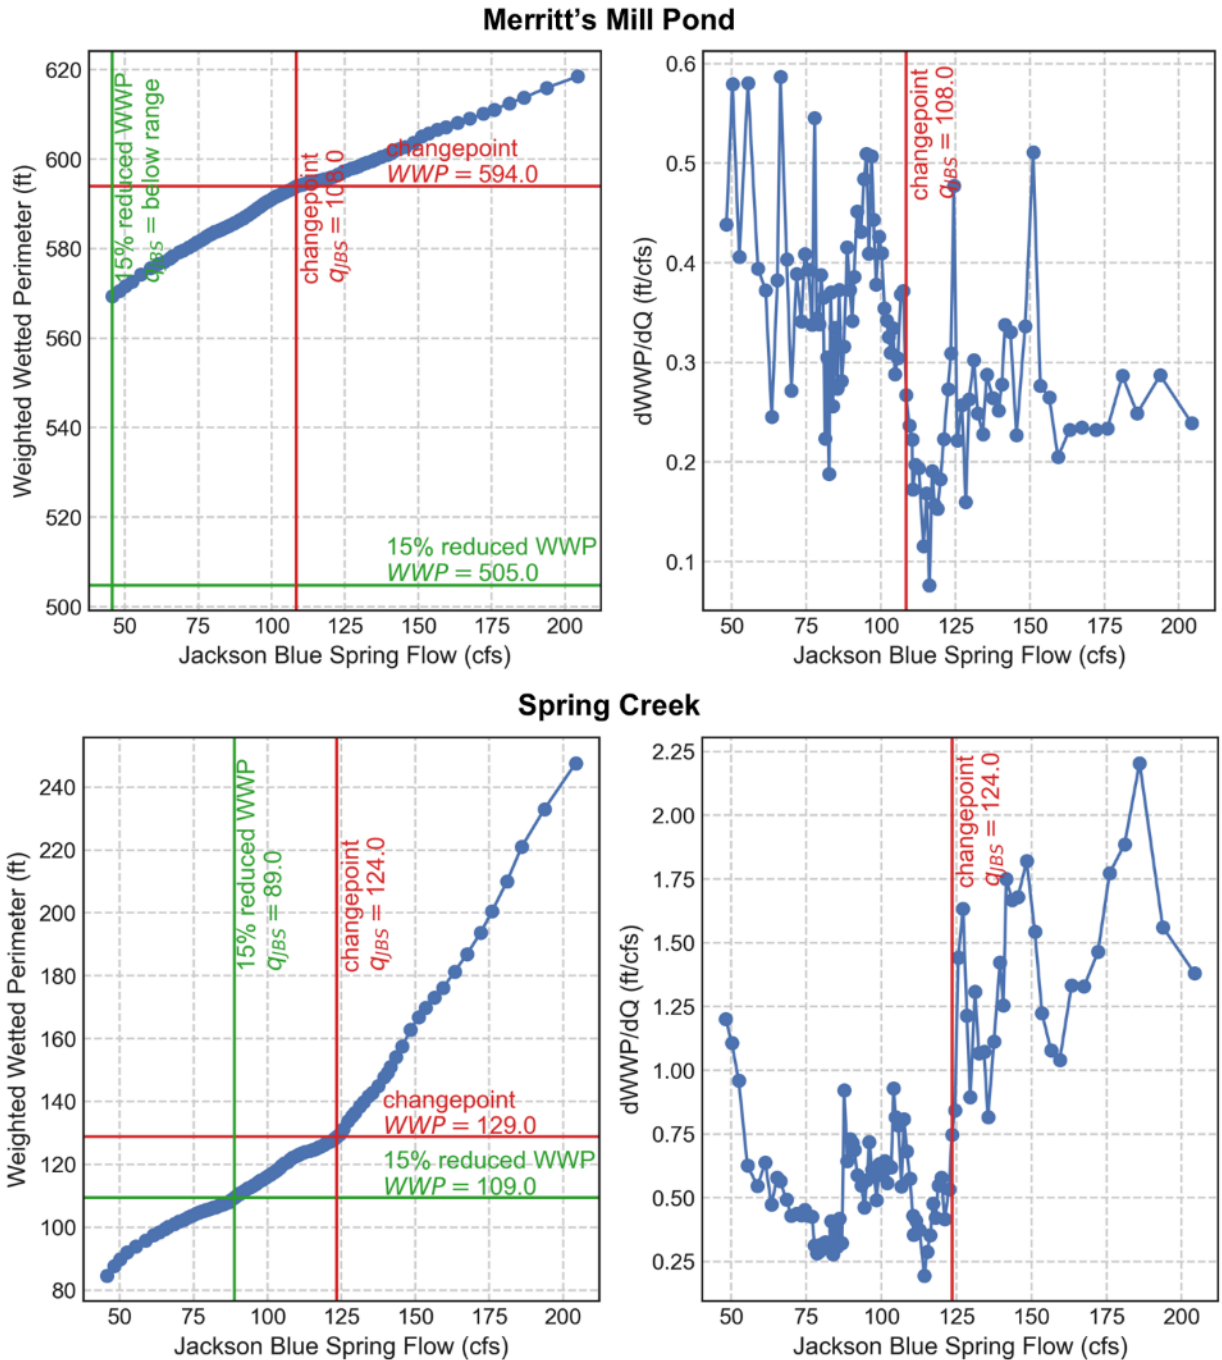 Merritt’s Mill Pond
620
600
580
560
540
520
500
Weighted Wetted Perimeter (ft)
15% reduced WWP
qJBS = below range
changepoint
qJBS = 108.0
changepoint
WWP = 594.0
15% reduced WWP
WWP = 505.0
50 75 100 125 150 175 200
Jackson Blue Spring Flow (cfs)
0.6
0.5
0.4
0.3
0.2
0.1
dWWP/dQ (ft/cfs)
changepoint
qJBS = 108.0
50 75 100 125 150 175 200
Jackson Blue Spring Flow (cfs)
Spring Creek
240
220
200
180
160
140
120
100
80
Weighted Wetted Perimeter (ft)
15% reduced WWP
qJBS = 89.0
changepoint
qJBS = 124.0
changepoint
WWP = 129.0
15% reduced WWP
WWP = 109.0
50 75 100 125 150 175 200
Jackson Blue Spring Flow (cfs)
2.25
2.00
1.75
1.50
1.25
1.00
0.75
0.50
0.25
dWWP/dQ (ft/cfs)
changepoint
qJBS = 124.0
50 75 100 125 150 175 200
Jackson Blue Spring Flow (cfs)